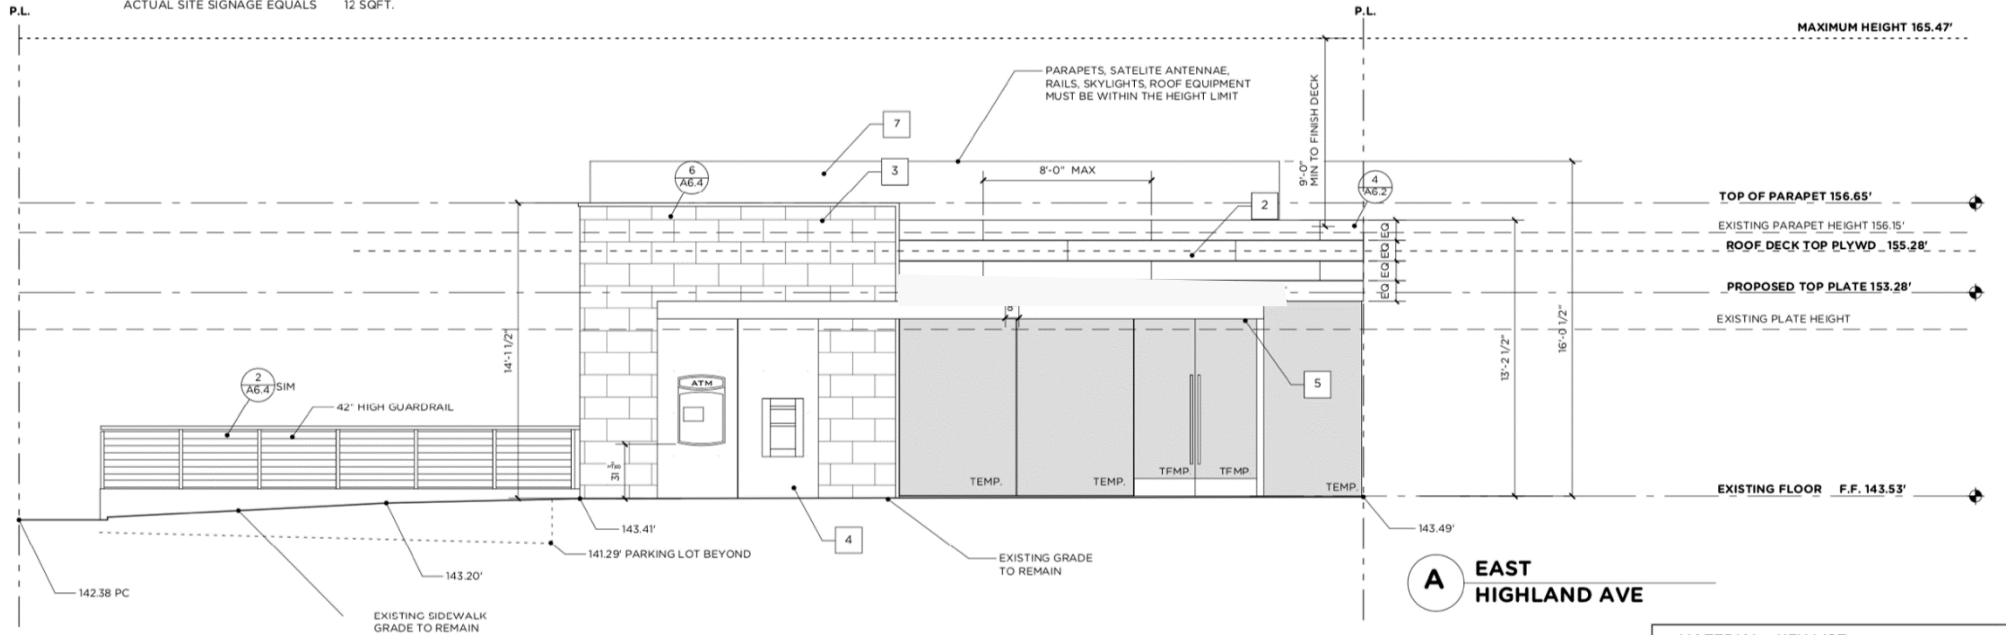 ACTUAL SITE SIGNAGE EQUALS 12 SQFT.
P.L.
P.L.
MAXIMUM HEIGHT 165.47'
PARAPETS, SATELITE ANTENNAE,
RAILS, SKYLIGHTS, ROOF EQUIPMENT
MUST BE WITHIN THE HEIGHT LIMIT
9'-0"
MIN TO FINISH DECK
7
3
6
A6.4
8'-0" MAX
2
4
A6.2
TOP OF PARAPET 156.65'
EXISTING PARAPET HEIGHT 156.15'
ROOF DECK TOP PLYWD 155.28'
EQ
EQ
EQ
EQ
PROPOSED TOP PLATE 153.28'
EXISTING PLATE HEIGHT
14'-1 1/2"
13'-2 1/2"
16'-0 1/2"
2
A6.4
SIM
42" HIGH GUARDRAIL
ATM
5
TEMP.
TEMP.
TEMP.
TEMP.
TEMP.
EXISTING FLOOR F.F. 143.53'
143.41'
143.49'
4
141.29' PARKING LOT BEYOND
EXISTING GRADE
TO REMAIN
143.20'
142.38 PC
EXISTING SIDEWALK
GRADE TO REMAIN
A
EAST
HIGHLAND AVE